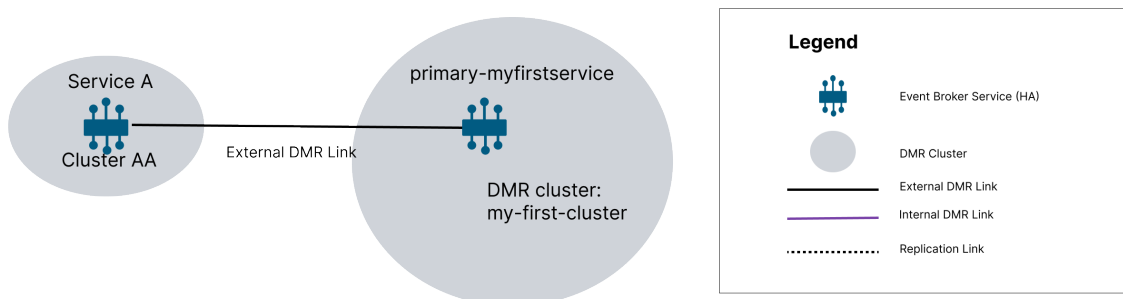 Service A
Cluster AA
External DMR Link
primary-myfirstservice
DMR cluster:
my-first-cluster
Legend
Event Broker Service (HA)
DMR Cluster
External DMR Link
Internal DMR Link
Replication Link